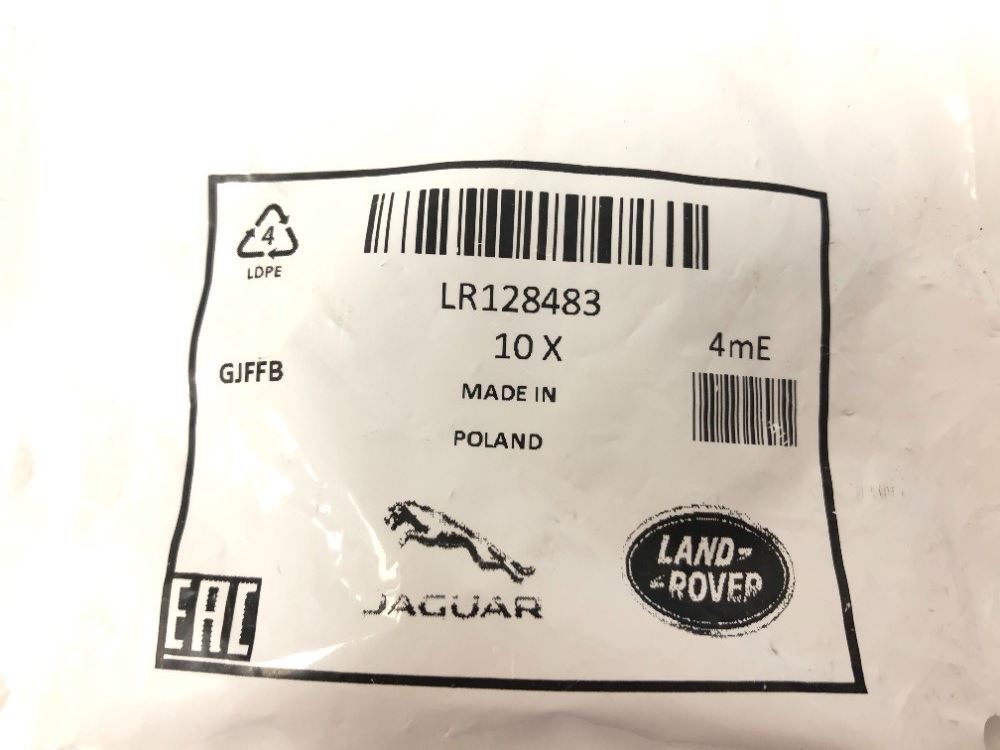 4
LDPE
LR128483
10 X
4mE
GJFFB
MADE IN
POLAND
JAGUAR
LAND-
-ROVER
EAC